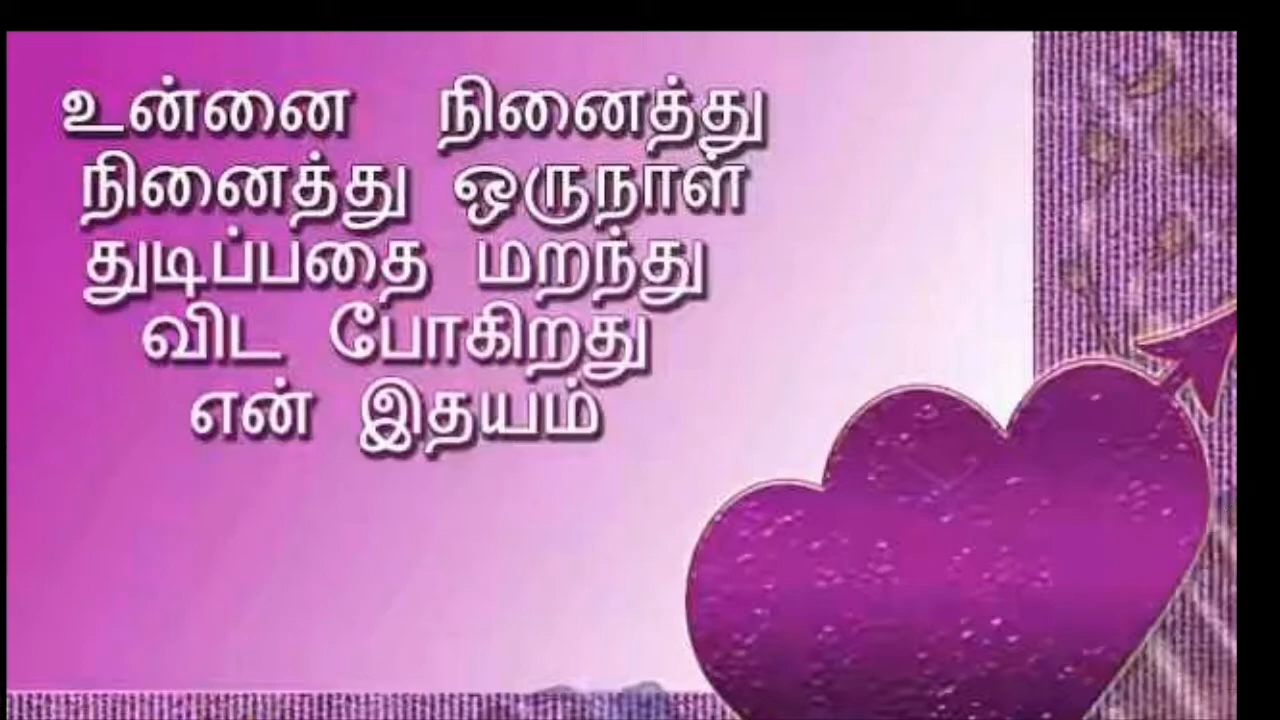 உன்னை நினைத்து
நினைத்து ஒருநாள்
துடிப்பதை மறந்து
விட போகிறது
என் இதயம்